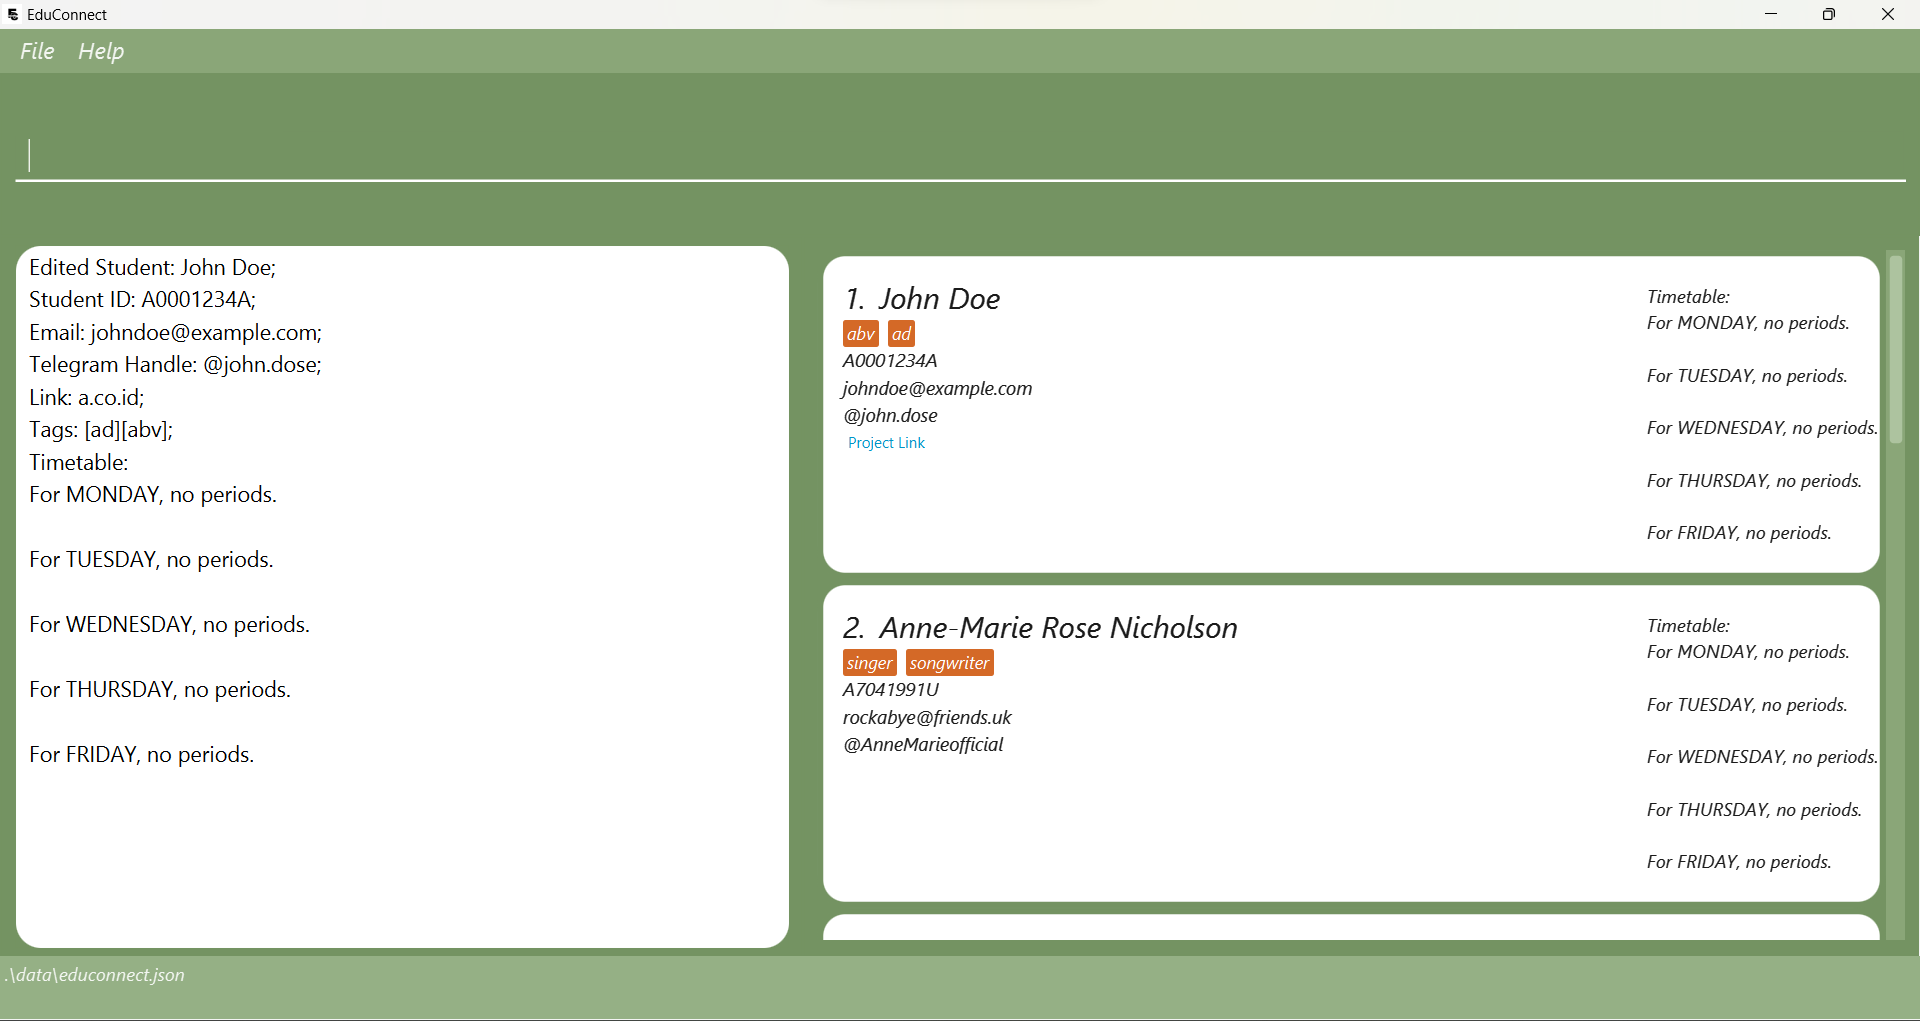 EduConnect
File Help
Edited Student: John Doe;
Student ID: A0001234A;
Email: johndoe@example.com;
Telegram Handle: @john.dose;
Link: a.co.id;
Tags: [ad][abv];
Timetable:
For MONDAY, no periods.
For TUESDAY, no periods.
For WEDNESDAY, no periods.
For THURSDAY, no periods.
For FRIDAY, no periods.
1. John Doe
abv ad
A0001234A
johndoe@example.com
@john.dose
Project Link
Timetable:
For MONDAY, no periods.
For TUESDAY, no periods.
For WEDNESDAY, no periods.
For THURSDAY, no periods.
For FRIDAY, no periods.
2. Anne-Marie Rose Nicholson
singer songwriter
A7041991U
rockabye@friends.uk
@AnneMarieofficial
Timetable:
For MONDAY, no periods.
For TUESDAY, no periods.
For WEDNESDAY, no periods.
For THURSDAY, no periods.
For FRIDAY, no periods.
.\data\educonnect.json